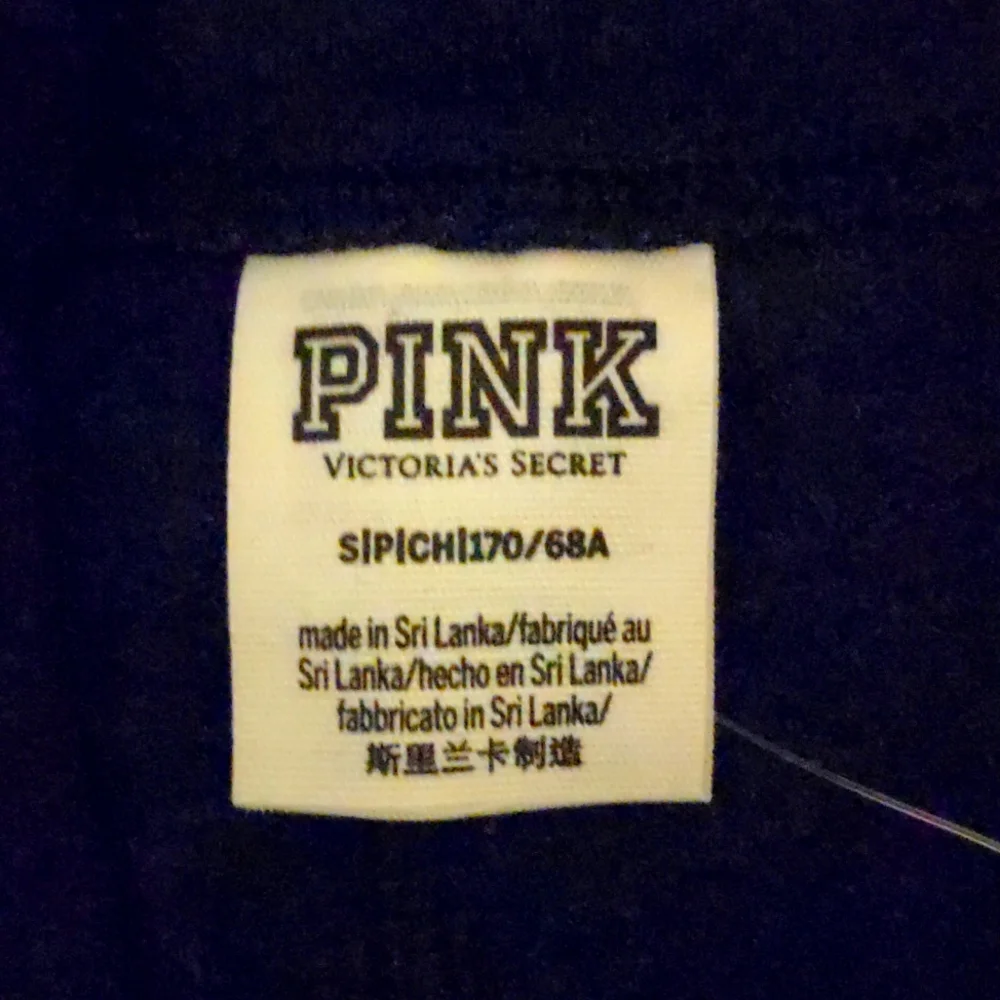 PINK
VICTORIA'S SECRET
S|P|CH|170/68A
made in Sri Lanka/fabriqué au
Sri Lanka/hecho en Sri Lanka/
fabbricato in Sri Lanka/
斯里兰卡制造